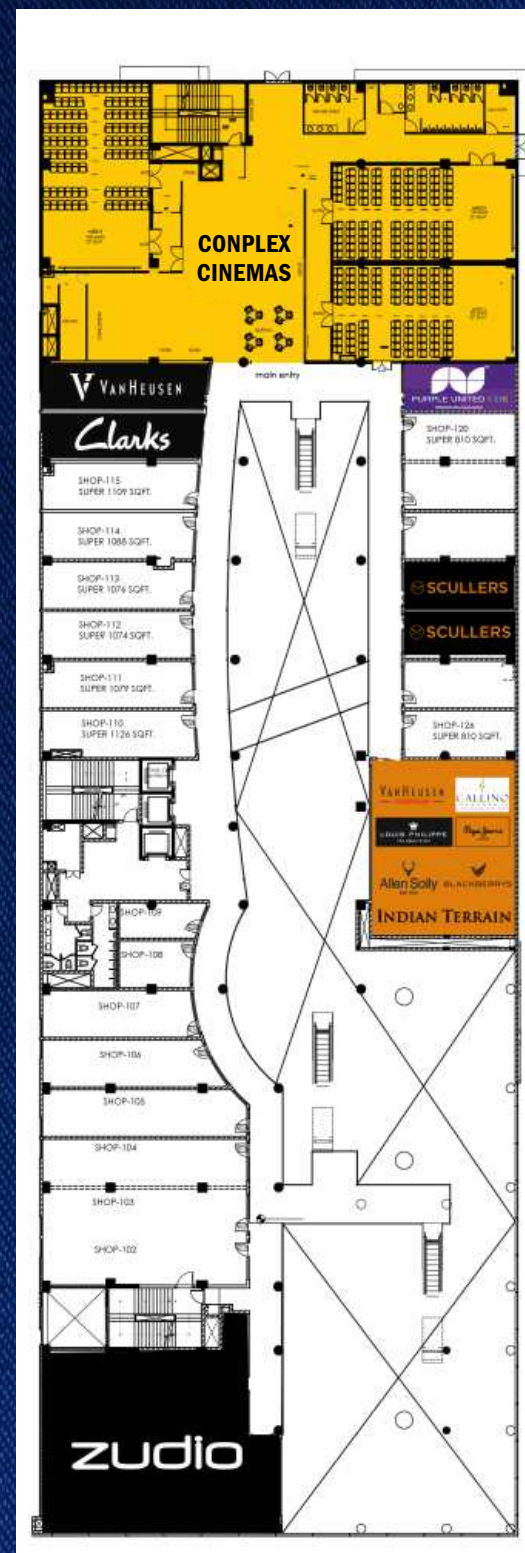 CONPLEX
CINEMAS
main entry
VANHEUSEN
PURPLE UNITED
Clarks
SHOP-120
SUPER 810 SQFT.
SHOP-115
SUPER 1109 SQFT.
SHOP-114
SUPER 1088 SQFT.
SHOP-113
SUPER 1076 SQFT.
SCULLERS
SHOP-112
SUPER 1074 SQFT.
SCULLERS
SHOP-111
SUPER 1079 SQFT.
SHOP-110
SUPER 1126 SQFT.
SHOP-126
SUPER 810 SQFT.
VANHEUSEN
CALLINO
LOUIS PHILIPPE
Pepe Jeans
Allen Solly
BLACKBERRYS
INDIAN TERRAIN
SHOP-109
SHOP-108
SHOP-107
SHOP-106
SHOP-105
SHOP-104
SHOP-103
SHOP-102
zudio